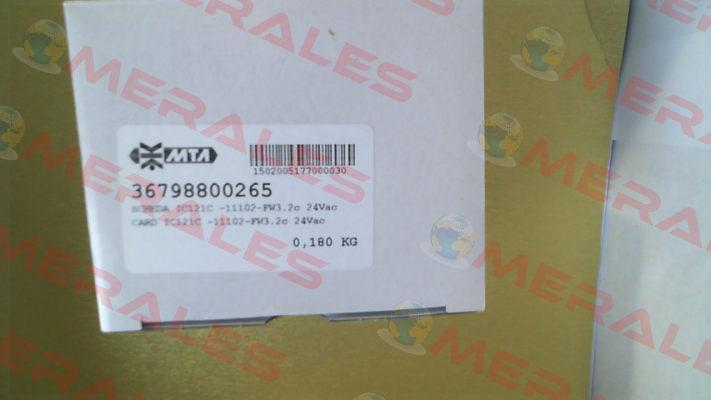 MTA
1502005177000030
36798800265
SCHEDA IC121C -11102-FW3.2c 24Vac
CARD IC121C -11102-FW3.2c 24Vac
0,180 KG
MERALES
MERALES
MERALES
MERALES
MERALES
MERALES